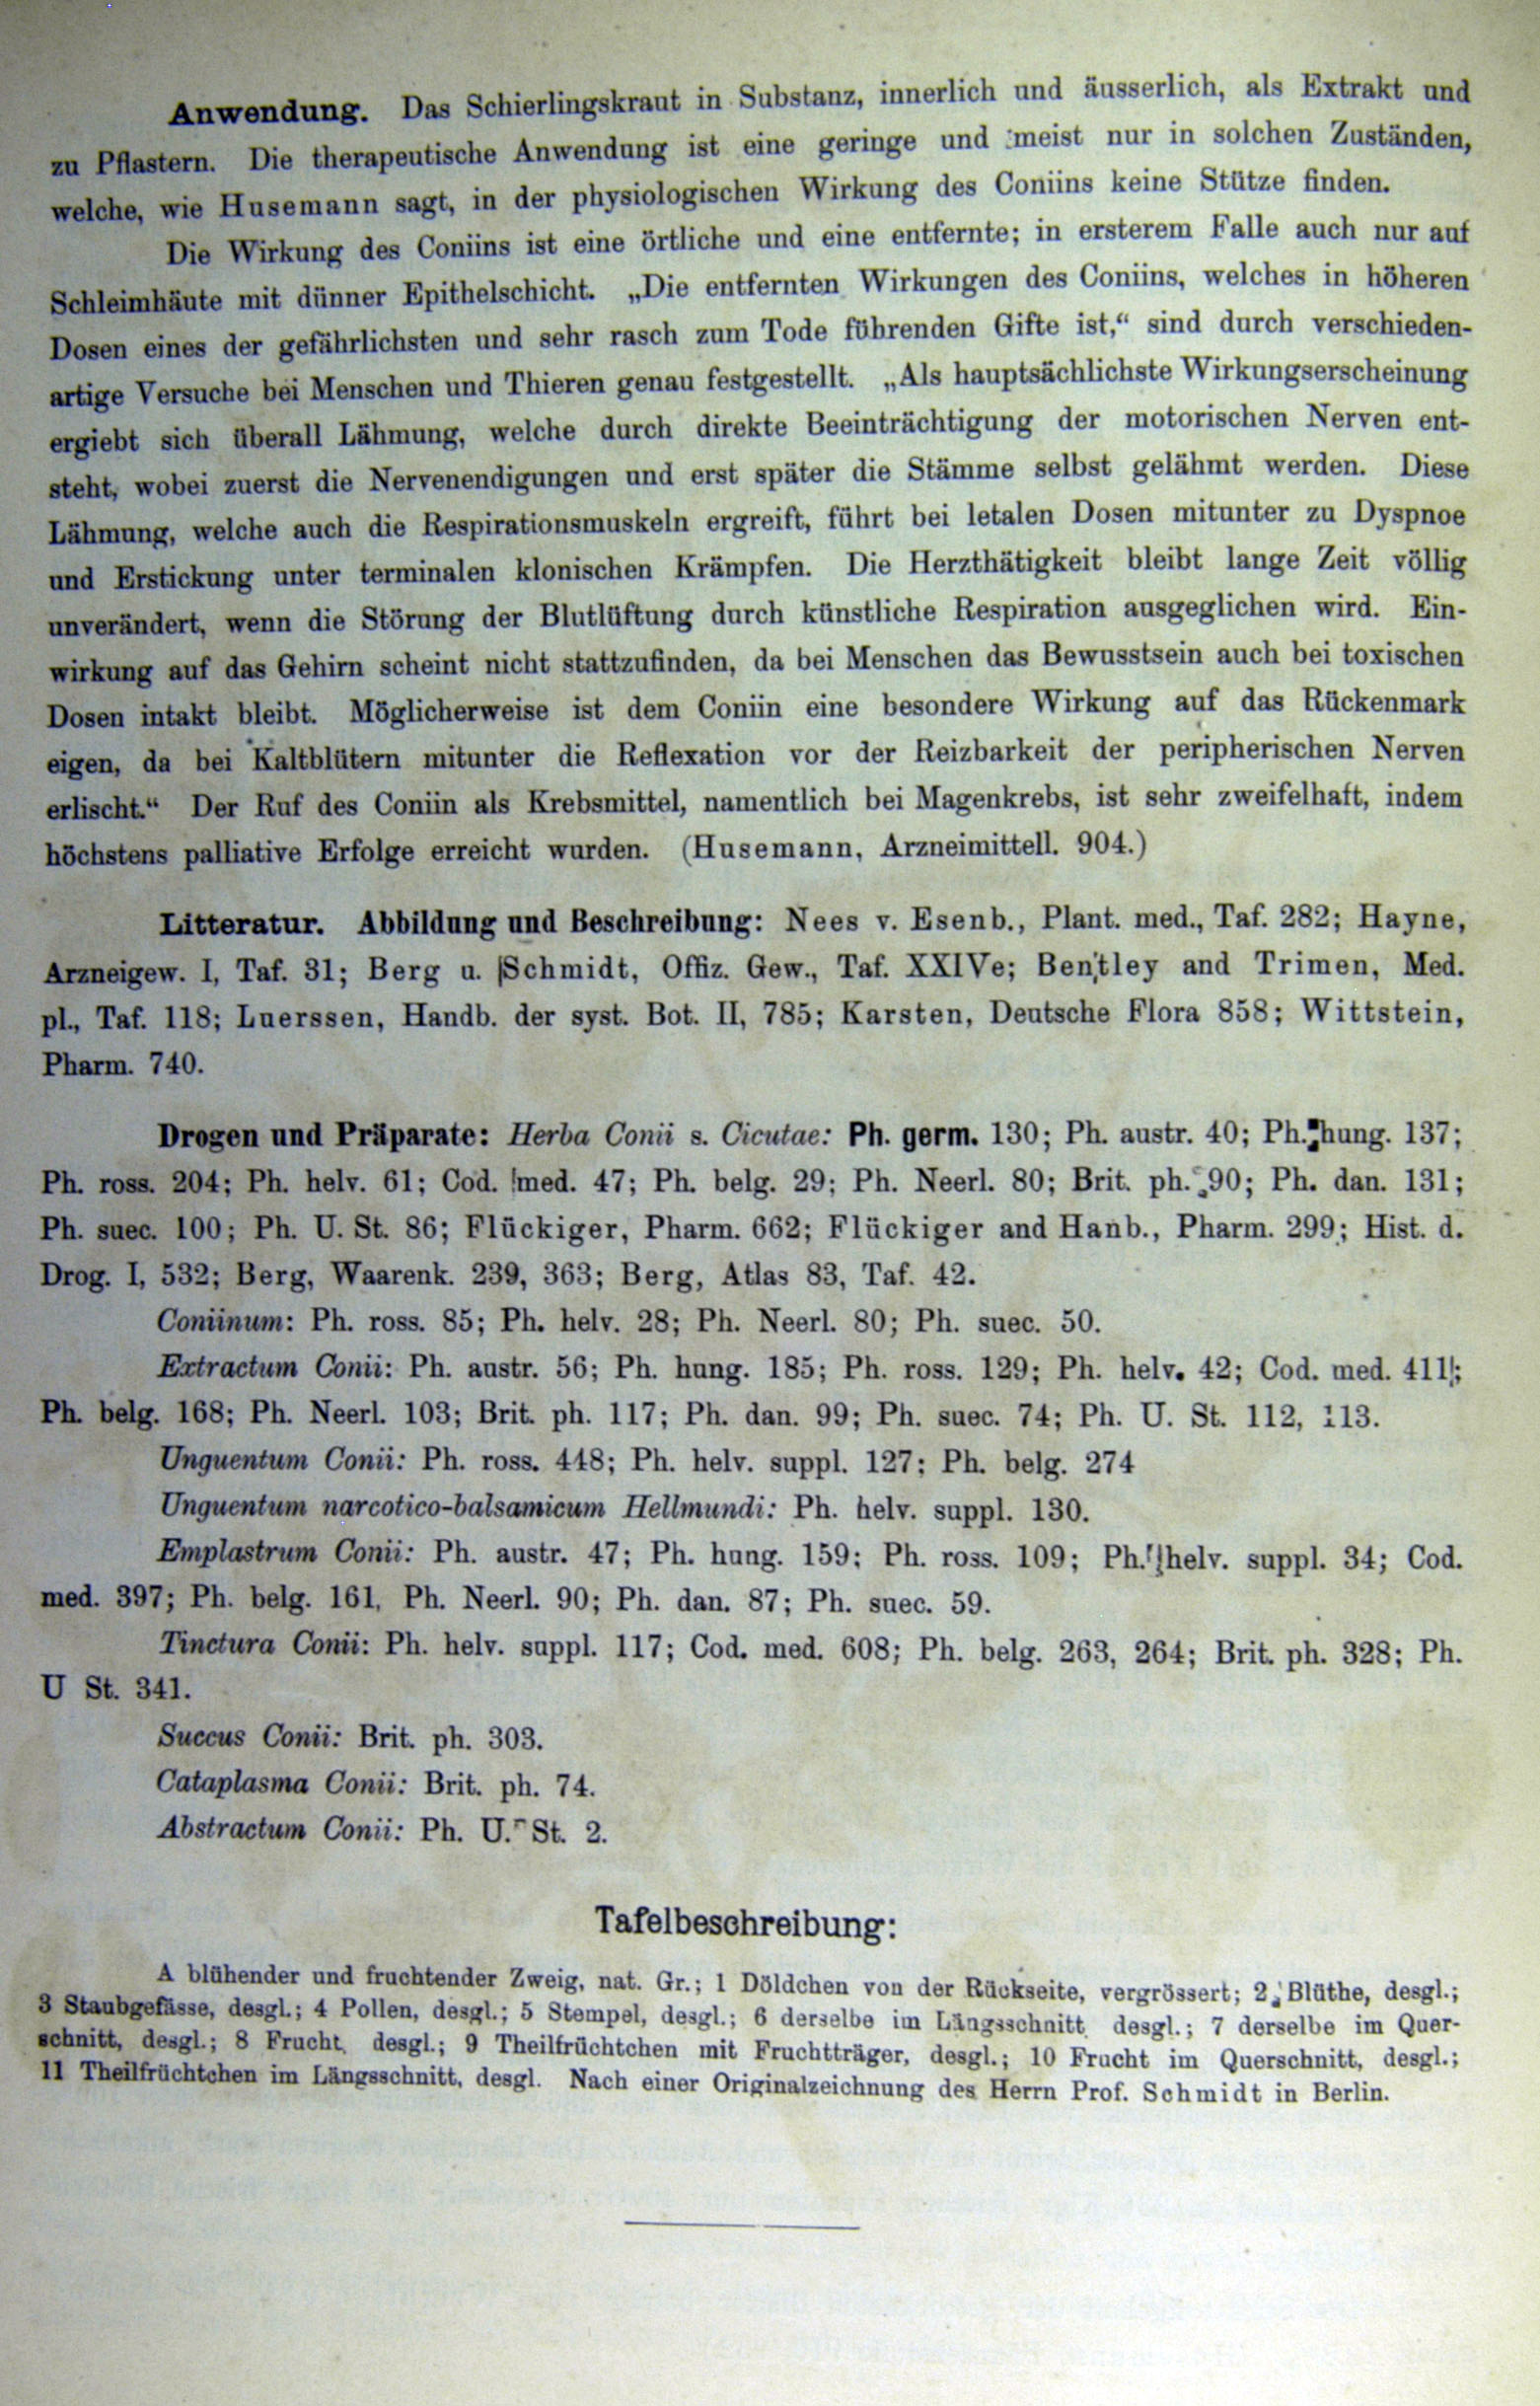 Anwendung. Das Schierlingskraut in Substanz, innerlich und äusserlich, als Extrakt und
zu Pflastern. Die therapeutische Anwendung ist eine geringe und meist nur in solchen Zuständen,
welche, wie Husemann sagt, in der physiologischen Wirkung des Coniins keine Stütze finden.
Die Wirkung des Coniins ist eine örtliche und eine entfernte; in ersterem Falle auch nur auf
Schleimhäute mit dünner Epithelschicht. „Die entfernten Wirkungen des Coniins, welches in höheren
Dosen eines der gefährlichsten und sehr rasch zum Tode führenden Gifte ist,“ sind durch verschieden-
artige Versuche bei Menschen und Thieren genau festgestellt. „Als hauptsächlichste Wirkungserscheinung
ergiebt sich überall Lähmung, welche durch direkte Beeinträchtigung der motorischen Nerven ent-
steht, wobei zuerst die Nervenendigungen und erst später die Stämme selbst gelähmt werden. Diese
Lähmung, welche auch die Respirationsmuskeln ergreift, führt bei letalen Dosen mitunter zu Dyspnoe
und Erstickung unter terminalen klonischen Krämpfen. Die Herzthätigkeit bleibt lange Zeit völlig
unverändert, wenn die Störung der Blutlüftung durch künstliche Respiration ausgeglichen wird. Ein-
wirkung auf das Gehirn scheint nicht stattzufinden, da bei Menschen das Bewusstsein auch bei toxischen
Dosen intakt bleibt. Möglicherweise ist dem Coniin eine besondere Wirkung auf das Rückenmark
eigen, da bei Kaltblütern mitunter die Reflexation vor der Reizbarkeit der peripherischen Nerven
erlischt.“ Der Ruf des Coniin als Krebsmittel, namentlich bei Magenkrebs, ist sehr zweifelhaft, indem
höchstens palliative Erfolge erreicht wurden. (Husemann, Arzneimittell. 904.)
Litteratur. Abbildung und Beschreibung: Nees v. Esenb., Plant. med., Taf. 282; Hayne,
Arzneigew. I, Taf. 31; Berg u. Schmidt, Offiz. Gew., Taf. XXIVe; Bentley and Trimen, Med.
pl., Taf. 118; Luerssen, Handb. der syst. Bot. II, 785; Karsten, Deutsche Flora 858; Wittstein,
Pharm. 740.
Drogen und Präparate: Herba Conii s. Cicutae: Ph. germ. 130; Ph. austr. 40; Ph. hung. 137;
Ph. ross. 204; Ph. helv. 61; Cod. med. 47; Ph. belg. 29; Ph. Neerl. 80; Brit. ph. 90; Ph. dan. 131;
Ph. suec. 100; Ph. U. St. 86; Flückiger, Pharm. 662; Flückiger and Hanb., Pharm. 299; Hist. d.
Drog. I, 532; Berg, Waarenk. 239, 363; Berg, Atlas 83, Taf. 42.
Coniinum: Ph. ross. 85; Ph. helv. 28; Ph. Neerl. 80; Ph. suec. 50.
Extractum Conii: Ph. austr. 56; Ph. hung. 185; Ph. ross. 129; Ph. helv. 42; Cod. med. 411;
Ph. belg. 168; Ph. Neerl. 103; Brit. ph. 117; Ph. dan. 99; Ph. suec. 74; Ph. U. St. 112, 113.
Unguentum Conii: Ph. ross. 448; Ph. helv. suppl. 127; Ph. belg. 274
Unguentum narcotico-balsamicum Hellmundi: Ph. helv. suppl. 130.
Emplastrum Conii: Ph. austr. 47; Ph. hung. 159; Ph. ross. 109; Ph. helv. suppl. 34; Cod.
med. 397; Ph. belg. 161, Ph. Neerl. 90; Ph. dan. 87; Ph. suec. 59.
Tinctura Conii: Ph. helv. suppl. 117; Cod. med. 608; Ph. belg. 263, 264; Brit. ph. 328; Ph.
U St. 341.
Succus Conii: Brit. ph. 303.
Cataplasma Conii: Brit. ph. 74.
Abstractum Conii: Ph. U. St. 2.
Tafelbeschreibung:
A blühender und fruchtender Zweig, nat. Gr.; 1 Döldchen von der Rückseite, vergrössert; 2 Blüthe, desgl.;
3 Staubgefässe, desgl.; 4 Pollen, desgl.; 5 Stempel, desgl.; 6 derselbe im Längsschnitt, desgl.; 7 derselbe im Quer-
schnitt, desgl.; 8 Frucht, desgl.; 9 Theilfrüchtchen mit Fruchtträger, desgl.; 10 Frucht im Querschnitt, desgl.;
11 Theilfrüchtchen im Längsschnitt, desgl. Nach einer Originalzeichnung des Herrn Prof. Schmidt in Berlin.